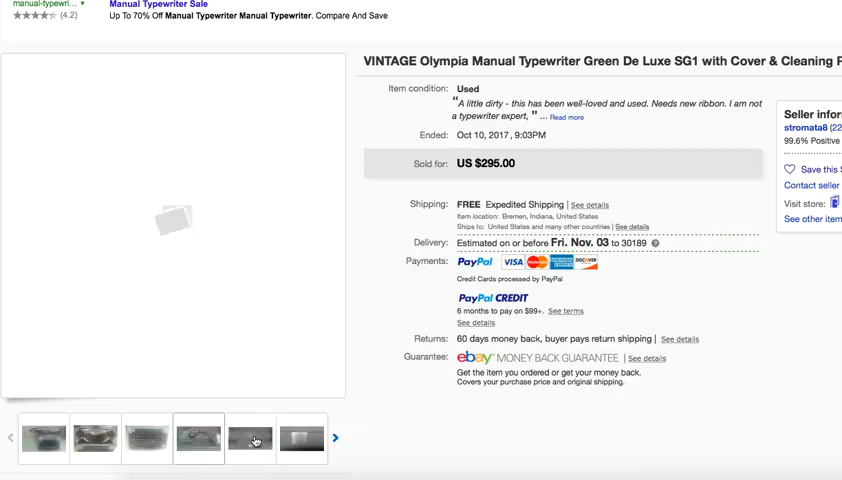 manual-typewri... ▾
Manual Typewriter Sale
(4.2)
Up To 70% Off Manual Typewriter Manual Typewriter. Compare And Save
VINTAGE Olympia Manual Typewriter Green De Luxe SG1 with Cover & Cleaning
Item condition: Used
“A little dirty - this has been well-loved and used. Needs new ribbon. I am not
a typewriter expert, ” ... Read more
Ended: Oct 10, 2017 , 9:03PM
Sold for: US $295.00
Shipping: FREE Expedited Shipping | See details
Item location: Bremen, Indiana, United States
Ships to: United States and many other countries | See details
Delivery: Estimated on or before Fri. Nov. 03 to 30189 ?
Payments: PayPal VISA MasterCard AMERICAN EXPRESS DISCOVER
Credit Cards processed by PayPal
PayPal CREDIT
6 months to pay on $99+. See terms
See details
Returns: 60 days money back, buyer pays return shipping | See details
Guarantee: ebay MONEY BACK GUARANTEE | See details
Get the item you ordered or get your money back.
Covers your purchase price and original shipping.
Seller infor
stromata8 (22
99.6% Positive
Save this S
Contact seller
Visit store:
See other item